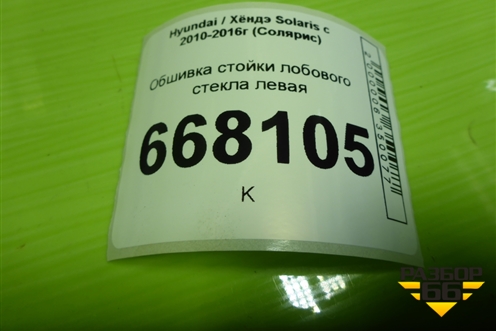 Hyundai / Хёндэ Solaris с
2010-2016г (Солярис)
Обшивка стойки лобового
стекла левая
668105
К
РАЗБОР
66